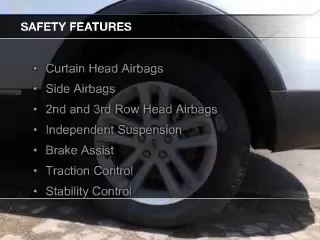 SAFETY FEATURES
• Curtain Head Airbags
• Side Airbags
• 2nd and 3rd Row Head Airbags
• Independent Suspension
• Brake Assist
• Traction Control
• Stability Control